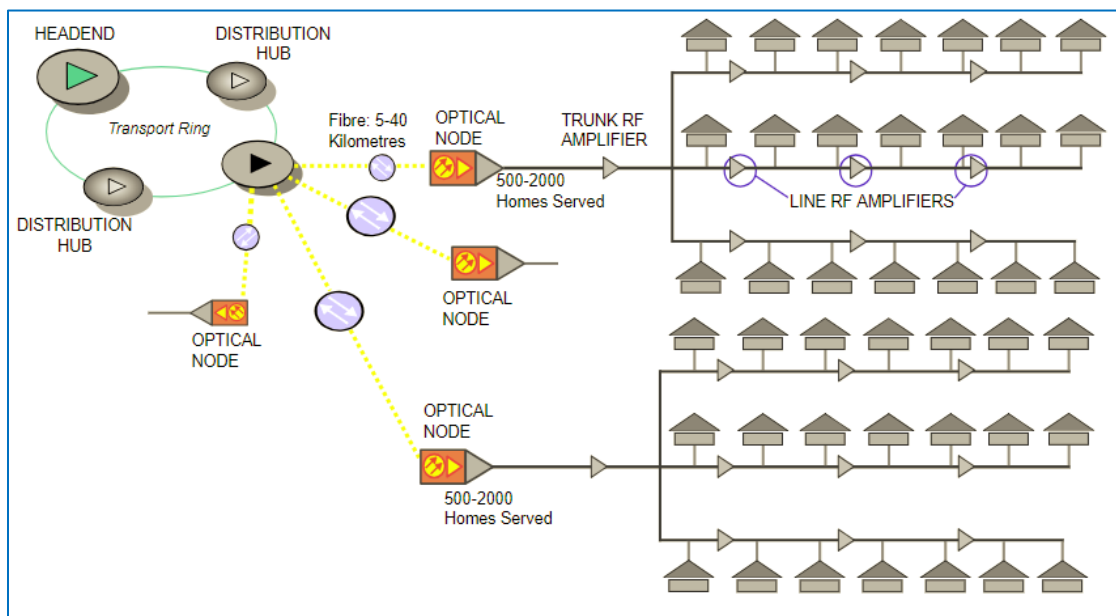 HEADEND
DISTRIBUTION
HUB
Transport Ring
DISTRIBUTION
HUB
Fibre: 5-40
Kilometres
OPTICAL
NODE
500-2000
Homes Served
TRUNK RF
AMPLIFIER
LINE RF AMPLIFIERS
OPTICAL
NODE
OPTICAL
NODE
OPTICAL
NODE
500-2000
Homes Served